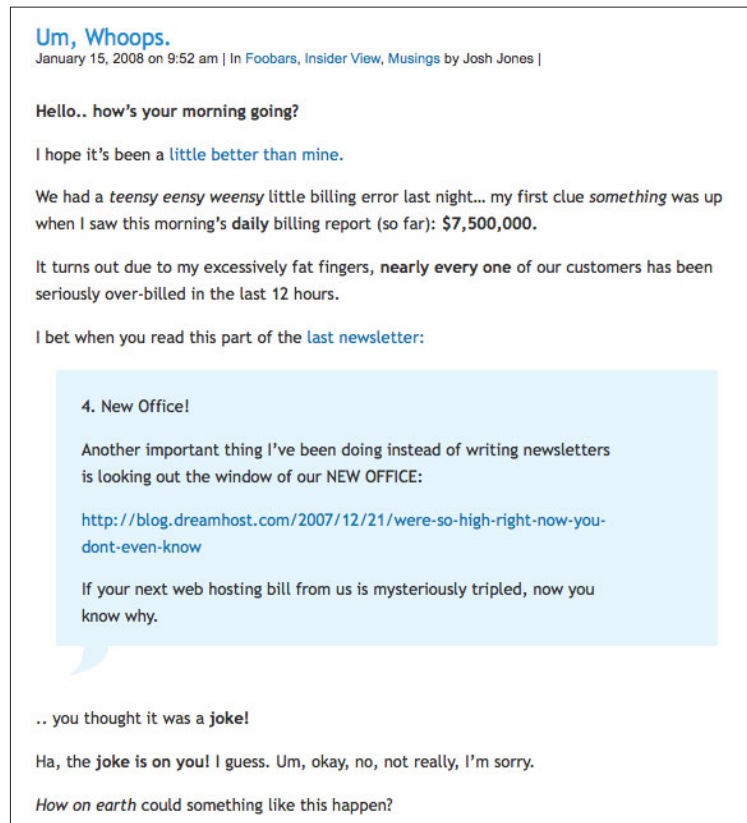 Um, Whoops.
January 15, 2008 on 9:52 am | In Foobars, Insider View, Musings by Josh Jones |
Hello.. how's your morning going?
I hope it's been a little better than mine.
We had a teensy eensy weensy little billing error last night… my first clue something was up
when I saw this morning's daily billing report (so far): $7,500,000.
It turns out due to my excessively fat fingers, nearly every one of our customers has been
seriously over-billed in the last 12 hours.
I bet when you read this part of the last newsletter:
4. New Office!
Another important thing I've been doing instead of writing newsletters
is looking out the window of our NEW OFFICE:
http://blog.dreamhost.com/2007/12/21/were-so-high-right-now-you-
dont-even-know
If your next web hosting bill from us is mysteriously tripled, now you
know why.
.. you thought it was a joke!
Ha, the joke is on you! I guess. Um, okay, no, not really, I'm sorry.
How on earth could something like this happen?